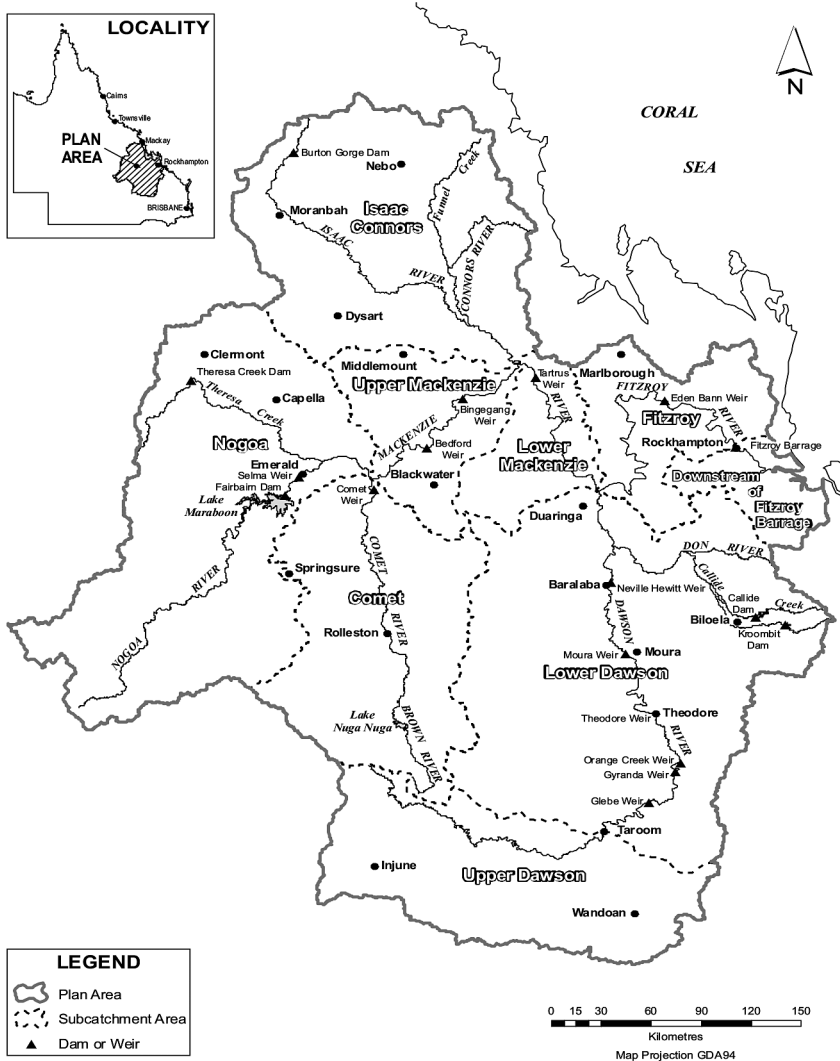 LOCALITY
Cairns
Townsville
Mackay
PLAN
AREA
Rockhampton
BRISBANE
N
CORAL
SEA
Burton Gorge Dam
Nebo
Funnel
Creek
Moranbah
Isaac
Connors
ISAAC
RIVER
CONNORS
RIVER
Dysart
Clermont
Theresa Creek Dam
Theresa
Creek
Capella
Middlemount
Upper Mackenzie
Bingegang
Weir
MACKENZIE
Bedford
Weir
Blackwater
Tartrus
Weir
RIVER
Lower
Mackenzie
Marlborough
FITZROY
Eden Bann Weir
Fitzroy
RIVER
Rockhampton
Fitzroy Barrage
Downstream
of
Fitzroy
Barrage
Nogoa
Emerald
Selma Weir
Fairbairn Dam
Lake
Maraboon
Comet
Weir
Duaringa
RIVER
NOGOA
Springsure
COMET
Comet
RIVER
Rolleston
Lake
Nuga Nuga
BROWN
RIVER
DON RIVER
Callide
Callide
Dam
Creek
Biloela
Kroombit
Dam
Baralaba
Neville Hewitt Weir
DAWSON
Moura Weir
Moura
Lower Dawson
Theodore Weir
Theodore
RIVER
Orange Creek Weir
Gyranda Weir
Glebe Weir
Taroom
Injune
Upper Dawson
Wandoan
LEGEND
Plan Area
Subcatchment Area
Dam or Weir
0 15 30 60 90 120 150
Kilometres
Map Projection GDA94